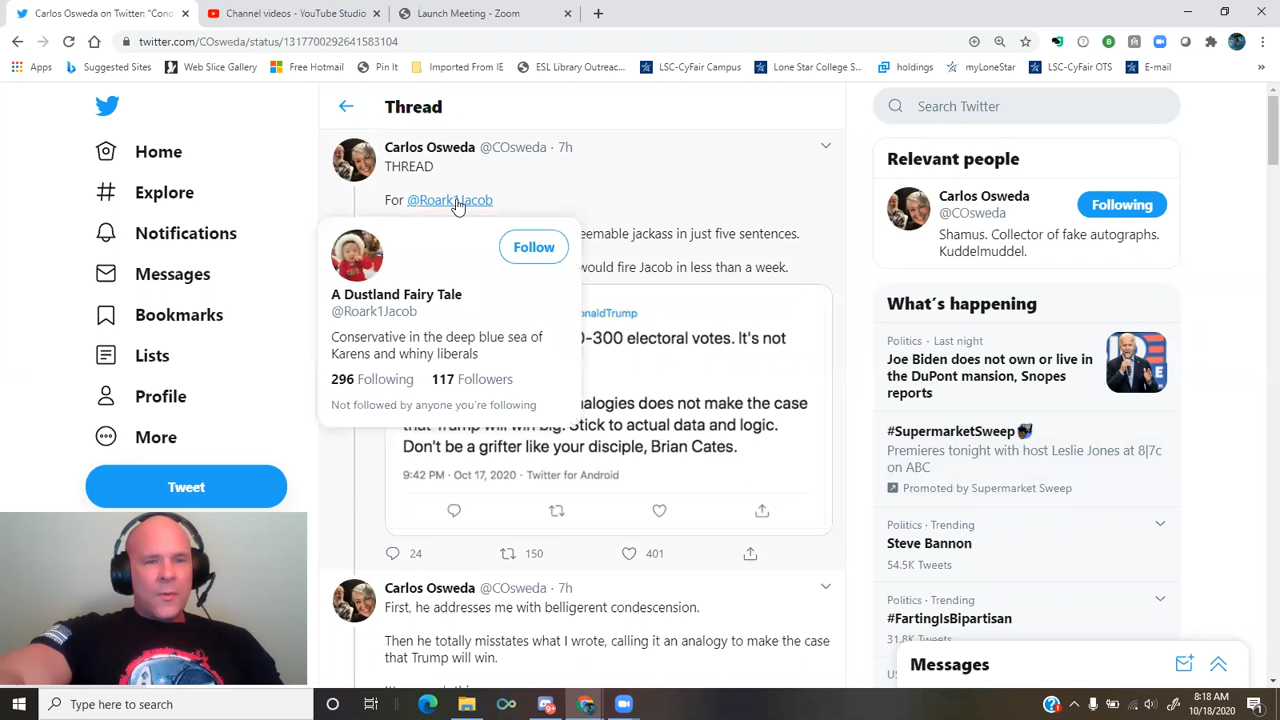 Carlos Osweda on Twitter: "Cond
Channel videos - YouTube Studio
Launch Meeting - Zoom
twitter.com/COsweda/status/1317700292641583104
Apps
Suggested Sites
Web Slice Gallery
Free Hotmail
Pin It
Imported From IE
ESL Library Outreac...
LSC-CyFair Campus
Lone Star College S...
holdings
myLoneStar
LSC-CyFair OTS
E-mail
»
Home
Explore
Notifications
Messages
Bookmarks
Lists
Profile
More
Tweet
Thread
Carlos Osweda @COsweda · 7h
THREAD
For @Roark1Jacob
eemable jackass in just five sentences.
would fire Jacob in less than a week.
Follow
A Dustland Fairy Tale
@Roark1Jacob
Conservative in the deep blue sea of
Karens and whiny liberals
296 Following 117 Followers
Not followed by anyone you're following
onaldTrump
0-300 electoral votes. It's not
nalogies does not make the case
that Trump will win big. Stick to actual data and logic.
Don't be a grifter like your disciple, Brian Cates.
9:42 PM · Oct 17, 2020 · Twitter for Android
24
150
401
Carlos Osweda @COsweda · 7h
First, he addresses me with belligerent condescension.
Then he totally misstates what I wrote, calling it an analogy to make the case
that Trump will win.
Search Twitter
Relevant people
Carlos Osweda
@COsweda
Following
Shamus. Collector of fake autographs.
Kuddelmuddel.
What's happening
Politics · Last night
Joe Biden does not own or live in
the DuPont mansion, Snopes
reports
#SupermarketSweep
Premieres tonight with host Leslie Jones at 8|7c
on ABC
Promoted by Supermarket Sweep
Politics · Trending
Steve Bannon
54.5K Tweets
Politics · Trending
#FartingIsBipartisan
31.8K Tweets
Messages
Type here to search
8:18 AM
10/18/2020